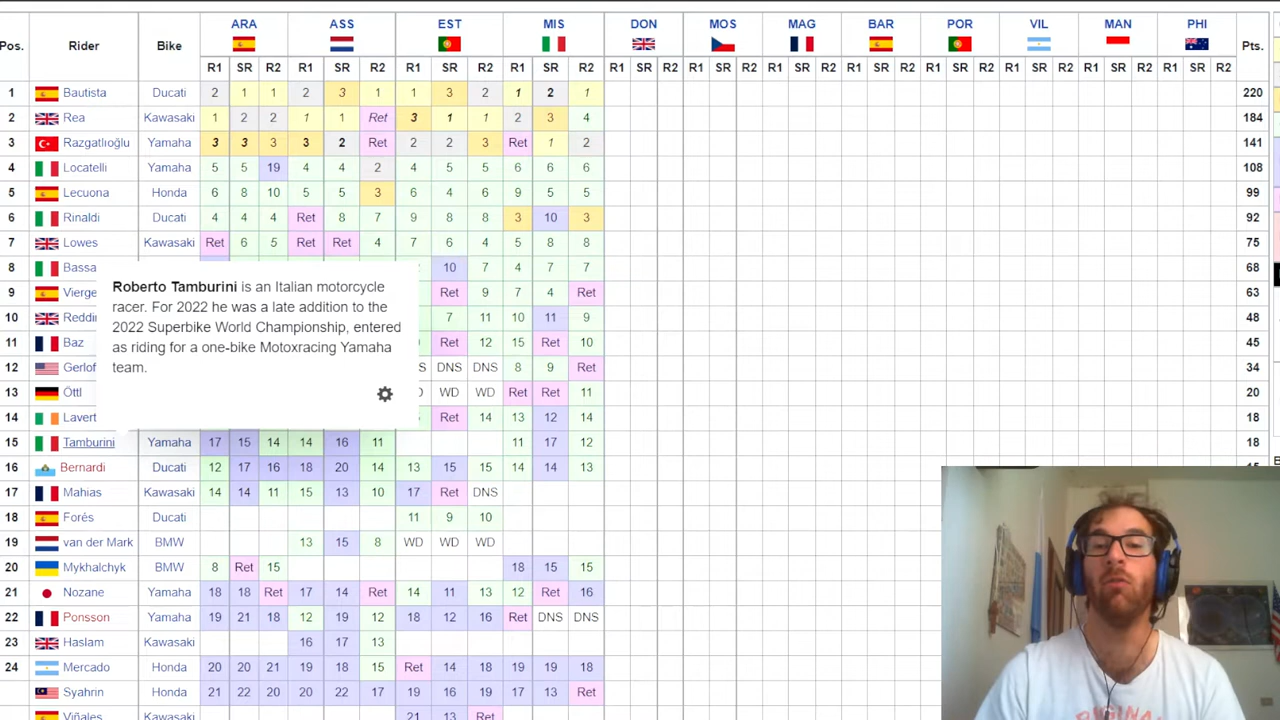 ARA ASS EST MIS DON MOS MAG BAR POR VIL MAN PHI
Pos. Rider Bike Pts.
R1 SR R2 R1 SR R2 R1 SR R2 R1 SR R2 R1 SR R2 R1 SR R2 R1 SR R2 R1 SR R2 R1 SR R2 R1 SR R2 R1 SR R2 R1 SR R2
1 Bautista Ducati 2 1 1 2 3 1 1 3 2 1 2 1 220
2 Rea Kawasaki 1 2 2 1 1 Ret 3 1 1 2 3 4 184
3 Razgatlıoğlu Yamaha 3 3 3 3 2 Ret 2 2 3 Ret 1 2 141
4 Locatelli Yamaha 5 5 19 4 4 2 4 5 5 6 6 6 108
5 Lecuona Honda 6 8 10 5 5 3 6 4 6 9 5 5 99
6 Rinaldi Ducati 4 4 4 Ret 8 7 9 8 8 3 10 3 92
7 Lowes Kawasaki Ret 6 5 Ret Ret 4 7 6 4 5 8 8 75
8 Bassa 10 7 4 7 7 68
9 Vierge Ret 9 7 4 Ret 63
10 Reddi 7 11 10 11 9 48
11 Baz Ret 12 15 Ret 10 45
12 Gerlof S DNS DNS 8 9 Ret 34
13 Öttl WD WD Ret Ret 11 20
14 Lavert Ret 14 13 12 14 18
15 Tamburini Yamaha 17 15 14 14 16 11 11 17 12 18
16 Bernardi Ducati 12 17 16 18 20 14 13 15 15 14 14 13
17 Mahias Kawasaki 14 14 11 15 13 10 17 Ret DNS
18 Forés Ducati 11 9 10
19 van der Mark BMW 13 15 8 WD WD WD
20 Mykhalchyk BMW 8 Ret 15 18 15 15
21 Nozane Yamaha 18 18 Ret 17 14 Ret 14 11 13 12 Ret 16
22 Ponsson Yamaha 19 21 18 12 19 12 18 12 16 Ret DNS DNS
23 Haslam Kawasaki 16 17 13
24 Mercado Honda 20 20 21 19 18 15 Ret 14 18 19 19 18
Syahrin Honda 21 22 20 20 22 17 19 16 19 17 13 Ret
Viñales Kawasaki 21 13 Ret
Roberto Tamburini is an Italian motorcycle
racer. For 2022 he was a late addition to the
2022 Superbike World Championship, entered
as riding for a one-bike Motoxracing Yamaha
team.